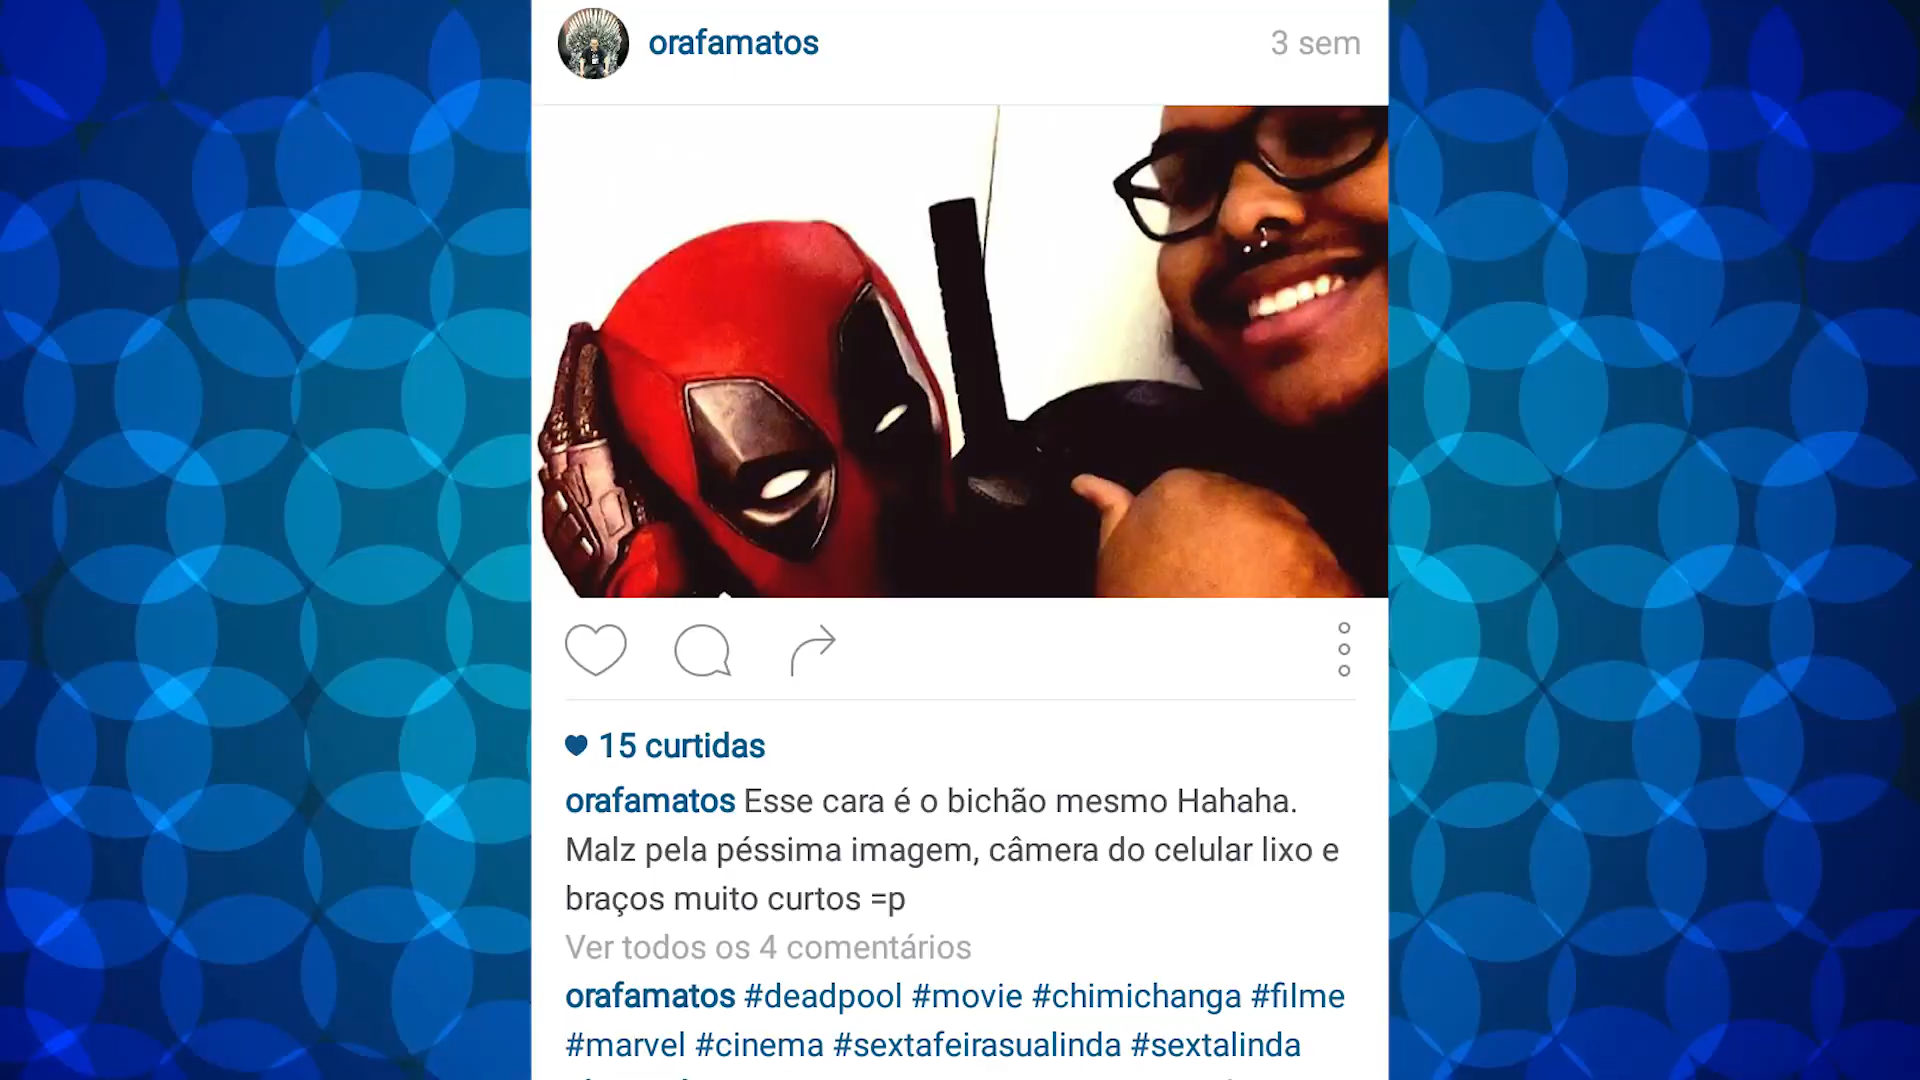 orafamatos 3 sem
15 curtidas
orafamatos Esse cara é o bichão mesmo Hahaha.
Malz pela péssima imagem, câmera do celular lixo e
braços muito curtos =p
Ver todos os 4 comentários
orafamatos #deadpool #movie #chimichanga #filme
#marvel #cinema #sextafeirasualinda #sextalinda